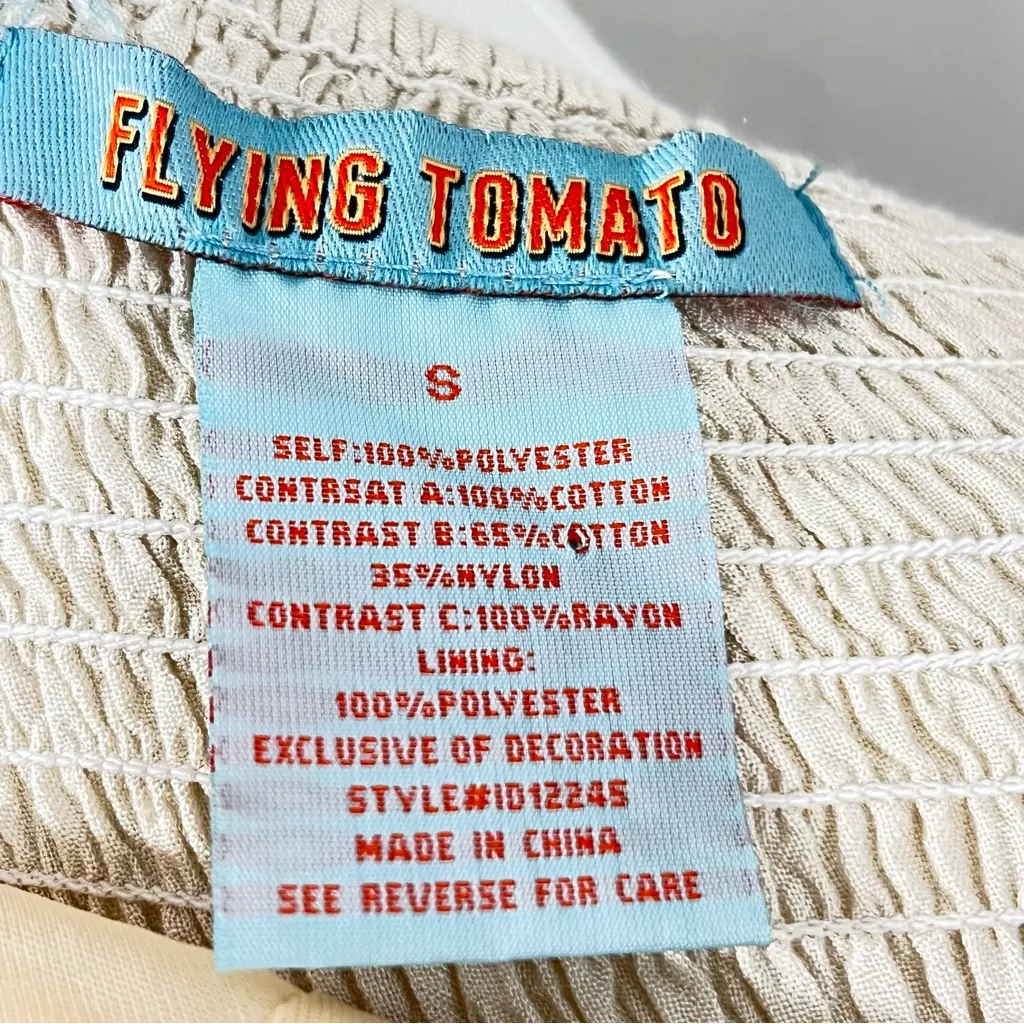 FLYING TOMATO
S
SELF:100%POLYESTER
CONTRSAT A:100%COTTON
CONTRAST B:65%COTTON
35%NYLON
CONTRAST C:100%RAYON
LINING:
100%POLYESTER
EXCLUSIVE OF DECORATION
STYLE#ID12245
MADE IN CHINA
SEE REVERSE FOR CARE